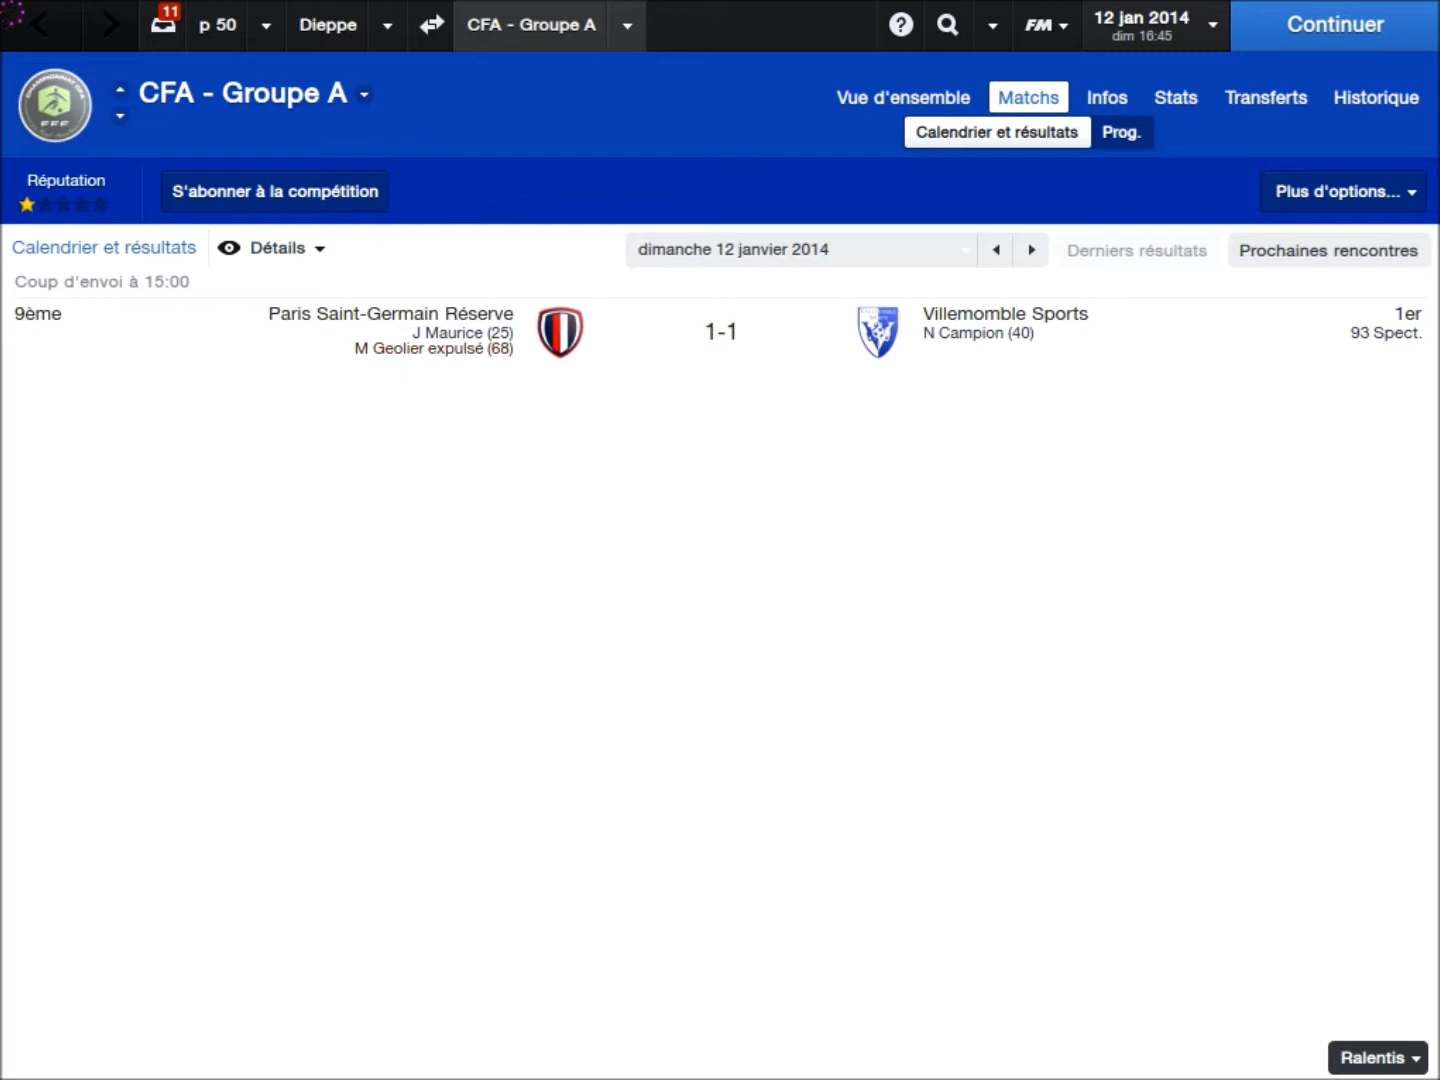 11
p 50
Dieppe
CFA - Groupe A
?
FM
12 jan 2014
dim 16:45
Continuer
CHAMPIONNAT CFA
FFF
CFA - Groupe A
Vue d'ensemble
Matchs
Infos
Stats
Transferts
Historique
Calendrier et résultats
Prog.
Réputation
S'abonner à la compétition
Plus d'options...
Calendrier et résultats
Détails
dimanche 12 janvier 2014
Derniers résultats
Prochaines rencontres
Coup d'envoi à 15:00
9ème
Paris Saint-Germain Réserve
J Maurice (25)
M Geolier expulsé (68)
1-1
Villemomble Sports
N Campion (40)
1er
93 Spect.
Ralentis